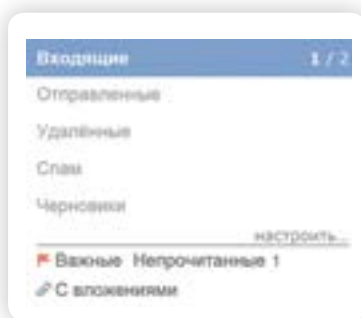 Входящие 1 / 2
Отправленные
Удалённые
Спам
Черновики
настроить...
Важные Непрочитанные 1
С вложениями